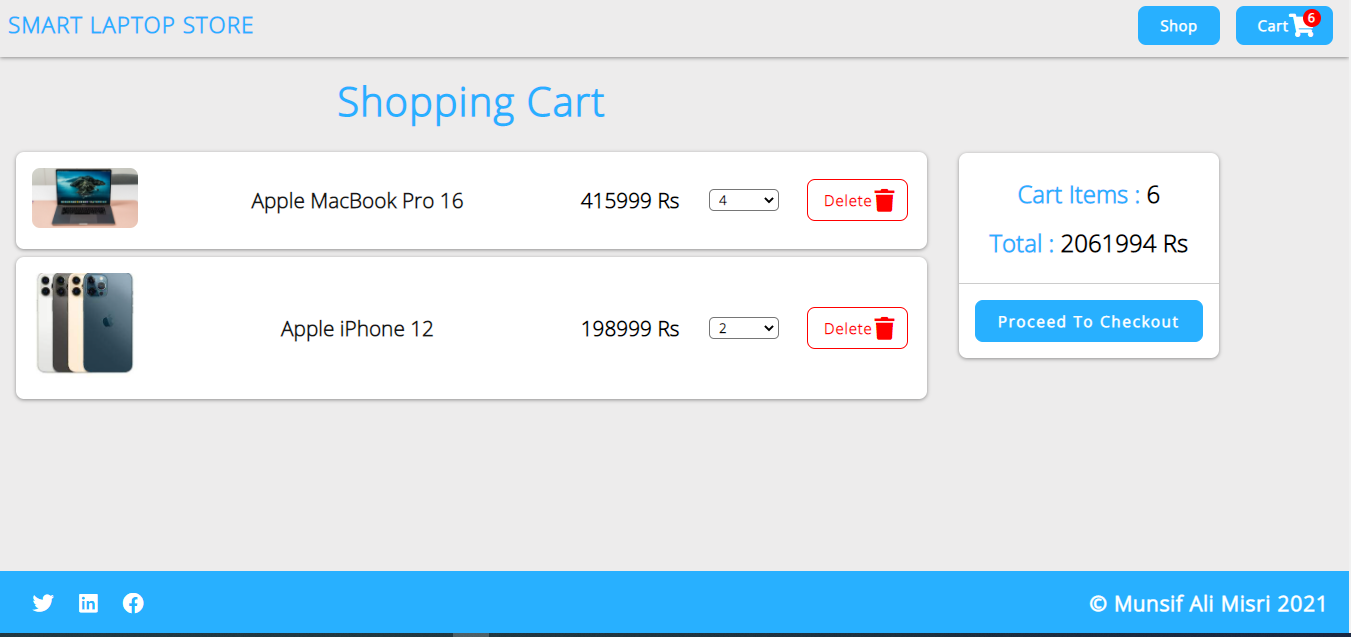 SMART LAPTOP STORE
Shop
Cart 6
Shopping Cart
Apple MacBook Pro 16 415999 Rs 4 Delete
Apple iPhone 12 198999 Rs 2 Delete
Cart Items : 6
Total : 2061994 Rs
Proceed To Checkout
© Munsif Ali Misri 2021